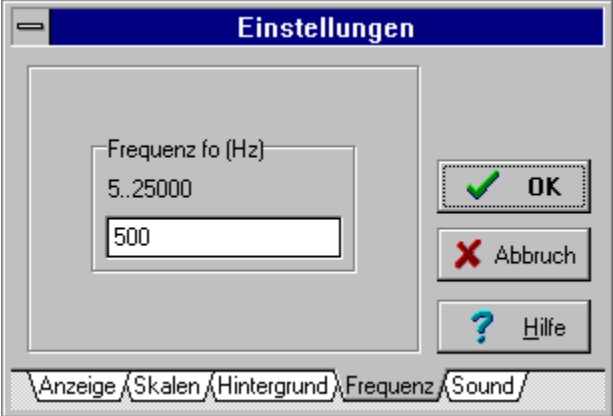 Einstellungen
Frequenz fo (Hz)
5..25000
500
OK
Abbruch
Hilfe
Anzeige Skalen Hintergrund Frequenz Sound